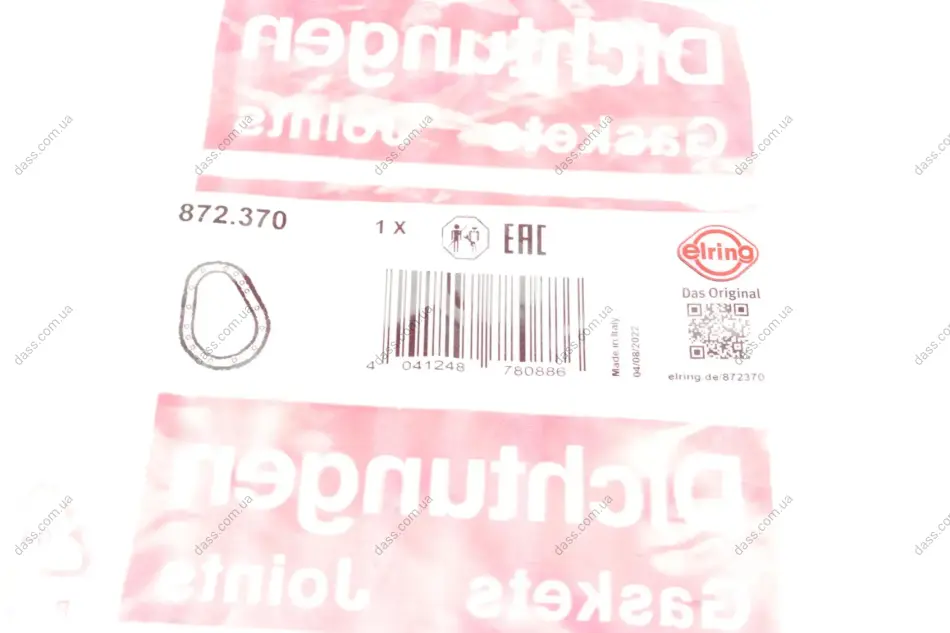 Dichtungen
Gaskets Joints
872.370
1 X
EAC
elring
Das Original
4 041248 780886
Made in Italy
04/08/2022
elring.de/872370
Dichtungen
Gaskets Joints
dass.com.ua